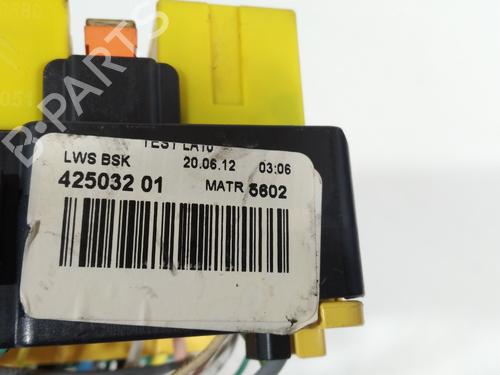 B-PARTS
TEST LA10
LWS BSK 20.06.12 03:06
425032 01 MATR 5602